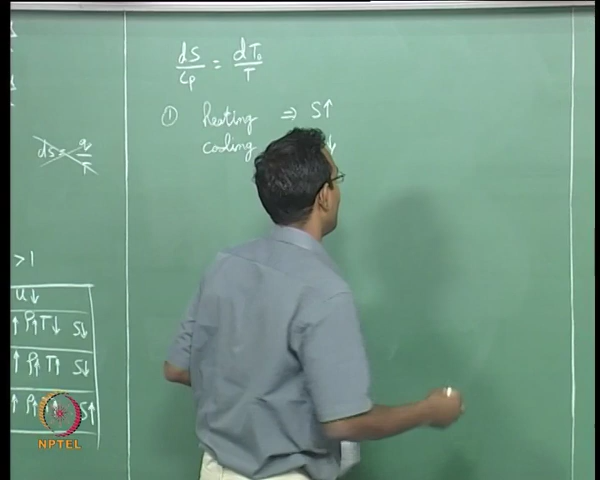 ds = q/T
> 1
u↓
↑ P↑ T↓ S↓
↑ P↑ T↑ S↓
↑ P↑ ↑ S↑
NPTEL
dS/Cp = dT₀/T
① heating ⇒ S↑
cooling ↓